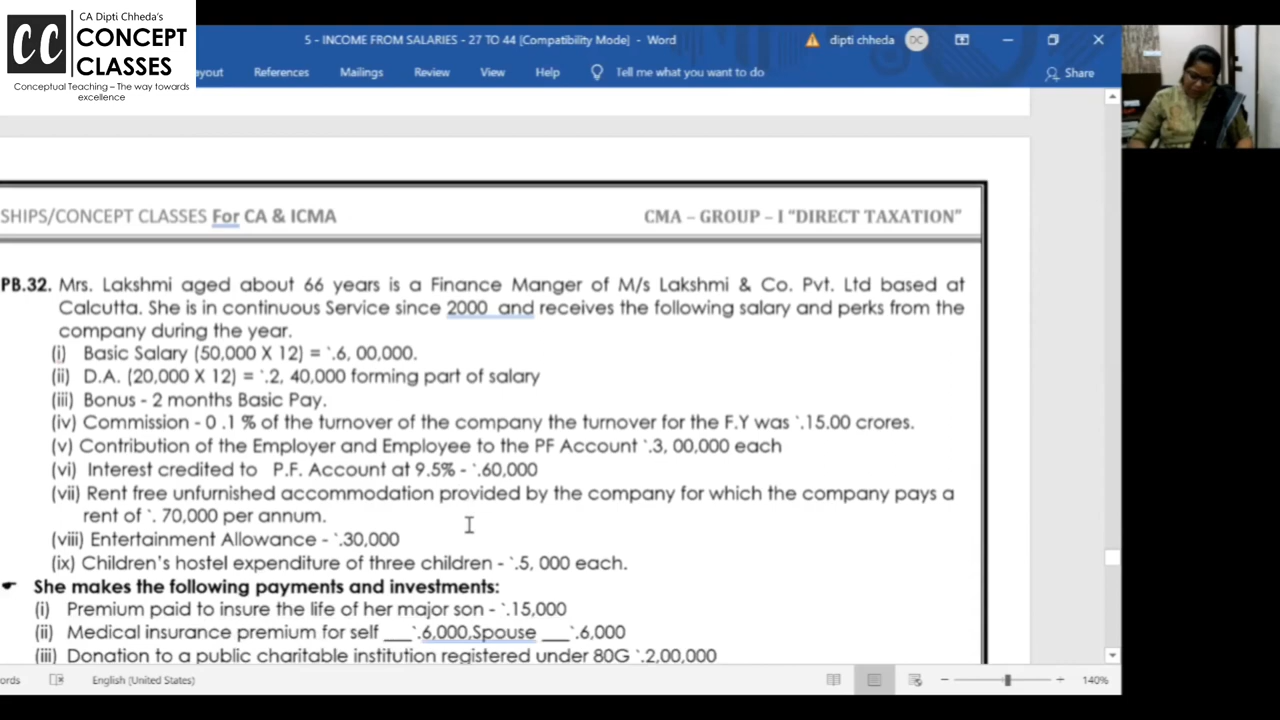 CC CA Dipti Chheda's
CONCEPT
CLASSES
Conceptual Teaching – The way towards
excellence
5 - INCOME FROM SALARIES - 27 TO 44 [Compatibility Mode] - Word
dipti chheda DC
ayout References Mailings Review View Help Tell me what you want to do Share
SHIPS/CONCEPT CLASSES For CA & ICMA CMA – GROUP – I "DIRECT TAXATION"
PB.32. Mrs. Lakshmi aged about 66 years is a Finance Manger of M/s Lakshmi & Co. Pvt. Ltd based at
Calcutta. She is in continuous Service since 2000 and receives the following salary and perks from the
company during the year.
(i) Basic Salary (50,000 X 12) = `.6, 00,000.
(ii) D.A. (20,000 X 12) = `.2, 40,000 forming part of salary
(iii) Bonus - 2 months Basic Pay.
(iv) Commission - 0 .1 % of the turnover of the company the turnover for the F.Y was `.15.00 crores.
(v) Contribution of the Employer and Employee to the PF Account `.3, 00,000 each
(vi) Interest credited to P.F. Account at 9.5% - `.60,000
(vii) Rent free unfurnished accommodation provided by the company for which the company pays a
rent of `. 70,000 per annum.
(viii) Entertainment Allowance - `.30,000
(ix) Children's hostel expenditure of three children - `.5, 000 each.
She makes the following payments and investments:
(i) Premium paid to insure the life of her major son - `.15,000
(ii) Medical insurance premium for self ___`.6,000,Spouse ___`.6,000
(iii) Donation to a public charitable institution registered under 80G `.2,00,000
ords English (United States) 140%